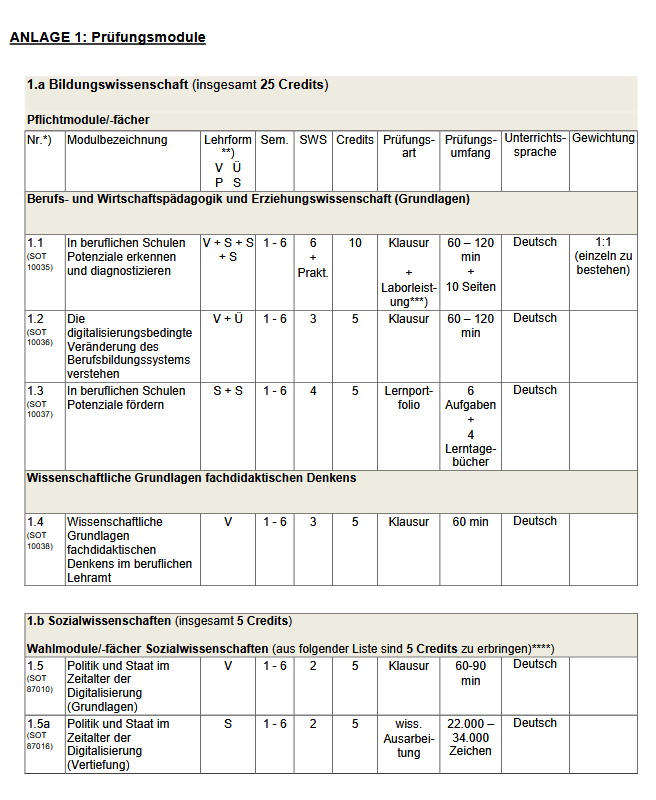 ANLAGE 1: Prüfungsmodule
1.a Bildungswissenschaft (insgesamt 25 Credits)
Pflichtmodule/-fächer
Nr.*) Modulbezeichnung Lehrform Sem. SWS Credits Prüfungs- Prüfungs- Unterrichts- Gewichtung
**) art umfang sprache
V Ü
P S
Berufs- und Wirtschaftspädagogik und Erziehungswissenschaft (Grundlagen)
1.1 In beruflichen Schulen V + S + S 1 - 6 6 10 Klausur 60 – 120 Deutsch 1:1
(SOT Potenziale erkennen + S + min (einzeln zu
10035) und diagnostizieren Prakt. + + bestehen)
Laborleist- 10 Seiten
ung***)
1.2 Die V + Ü 1 - 6 3 5 Klausur 60 – 120 Deutsch
(SOT digitalisierungsbedingte min
10036) Veränderung des
Berufsbildungssystems
verstehen
1.3 In beruflichen Schulen S + S 1 - 6 4 5 Lernport- 6 Deutsch
(SOT Potenziale fördern folio Aufgaben
10037) +
4
Lerntage-
bücher
Wissenschaftliche Grundlagen fachdidaktischen Denkens
1.4 Wissenschaftliche V 1 - 6 3 5 Klausur 60 min Deutsch
(SOT Grundlagen
10038) fachdidaktischen
Denkens im beruflichen
Lehramt
1.b Sozialwissenschaften (insgesamt 5 Credits)
Wahlmodule/-fächer Sozialwissenschaften (aus folgender Liste sind 5 Credits zu erbringen)****)
1.5 Politik und Staat im V 1 - 6 2 5 Klausur 60-90 Deutsch
(SOT Zeitalter der min
87010) Digitalisierung
(Grundlagen)
1.5a Politik und Staat im S 1 - 6 2 5 wiss. 22.000 – Deutsch
(SOT Zeitalter der Ausarbei- 34.000
87016) Digitalisierung tung Zeichen
(Vertiefung)